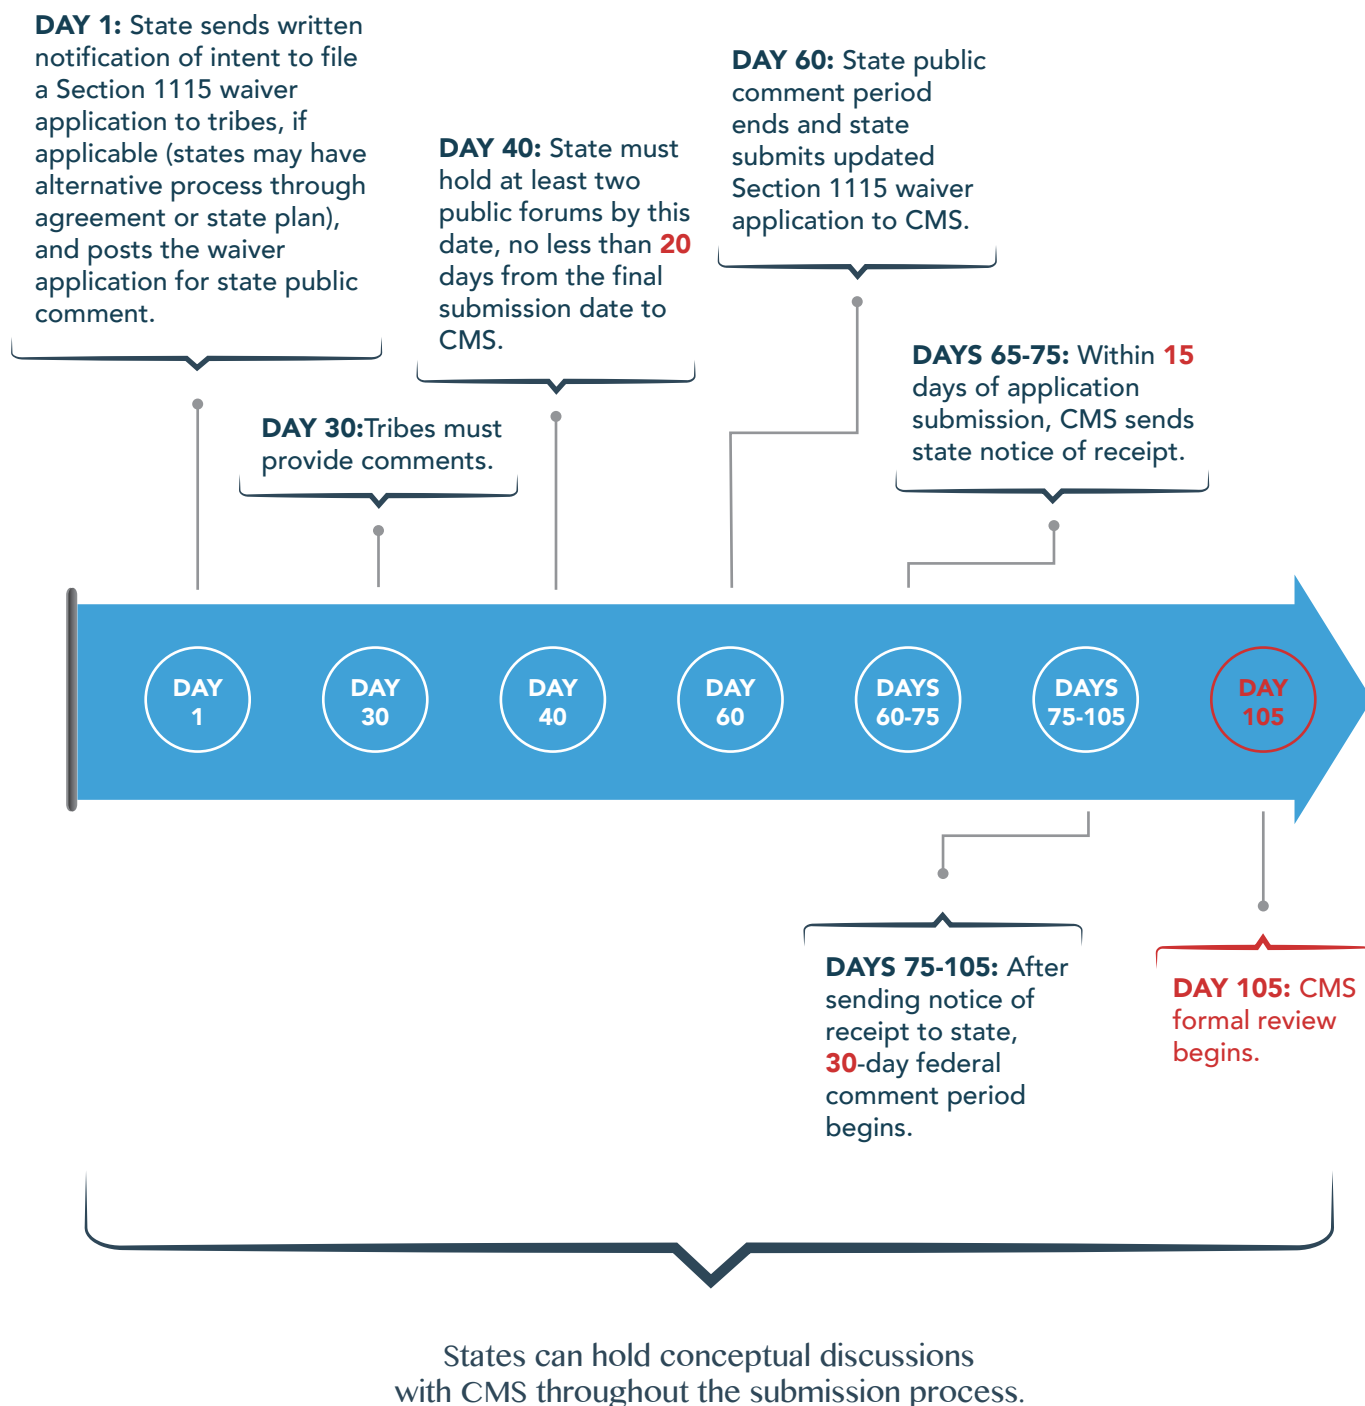 DAY 1: State sends written
notification of intent to file
a Section 1115 waiver
application to tribes, if
applicable (states may have
alternative process through
agreement or state plan),
and posts the waiver
application for state public
comment.
DAY 30:Tribes must
provide comments.
DAY 40: State must
hold at least two
public forums by this
date, no less than 20
days from the final
submission date to
CMS.
DAY 60: State public
comment period
ends and state
submits updated
Section 1115 waiver
application to CMS.
DAYS 65-75: Within 15
days of application
submission, CMS sends
state notice of receipt.
DAY
1
DAY
30
DAY
40
DAY
60
DAYS
60-75
DAYS
75-105
DAY
105
DAYS 75-105: After
sending notice of
receipt to state,
30-day federal
comment period
begins.
DAY 105: CMS
formal review
begins.
States can hold conceptual discussions
with CMS throughout the submission process.